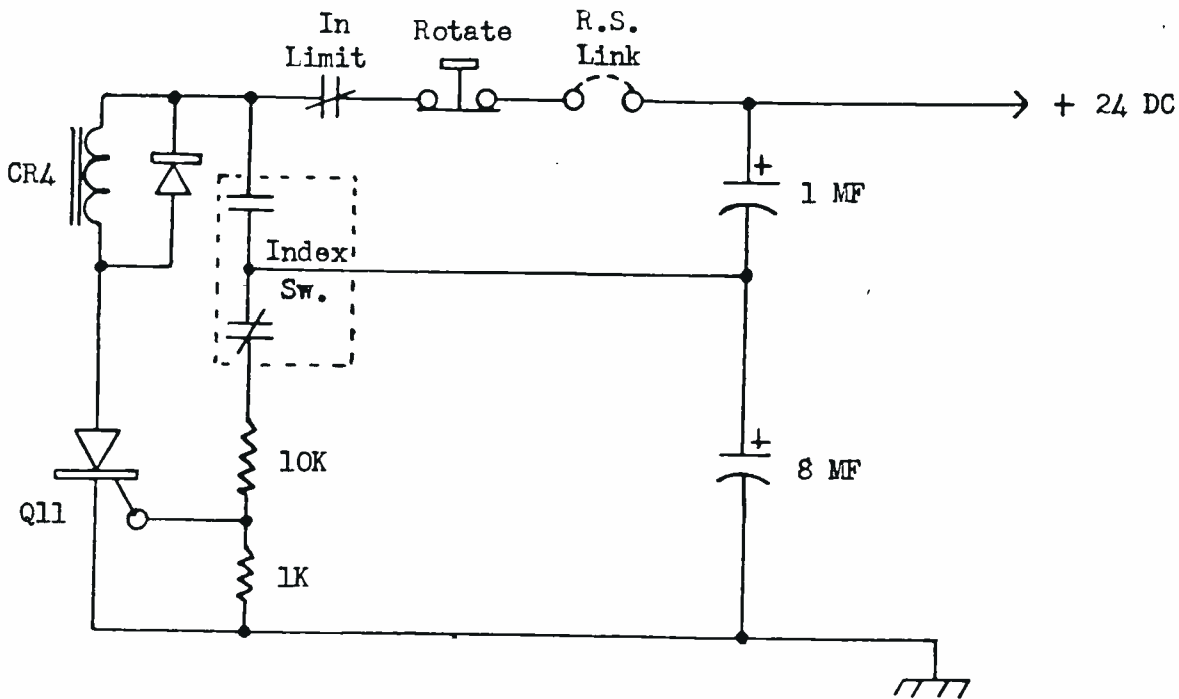 In
Limit
Rotate
R.S.
Link
+ 24 DC
CR4
+
1 MF
Index
Sw.
+
8 MF
10K
Q11
1K